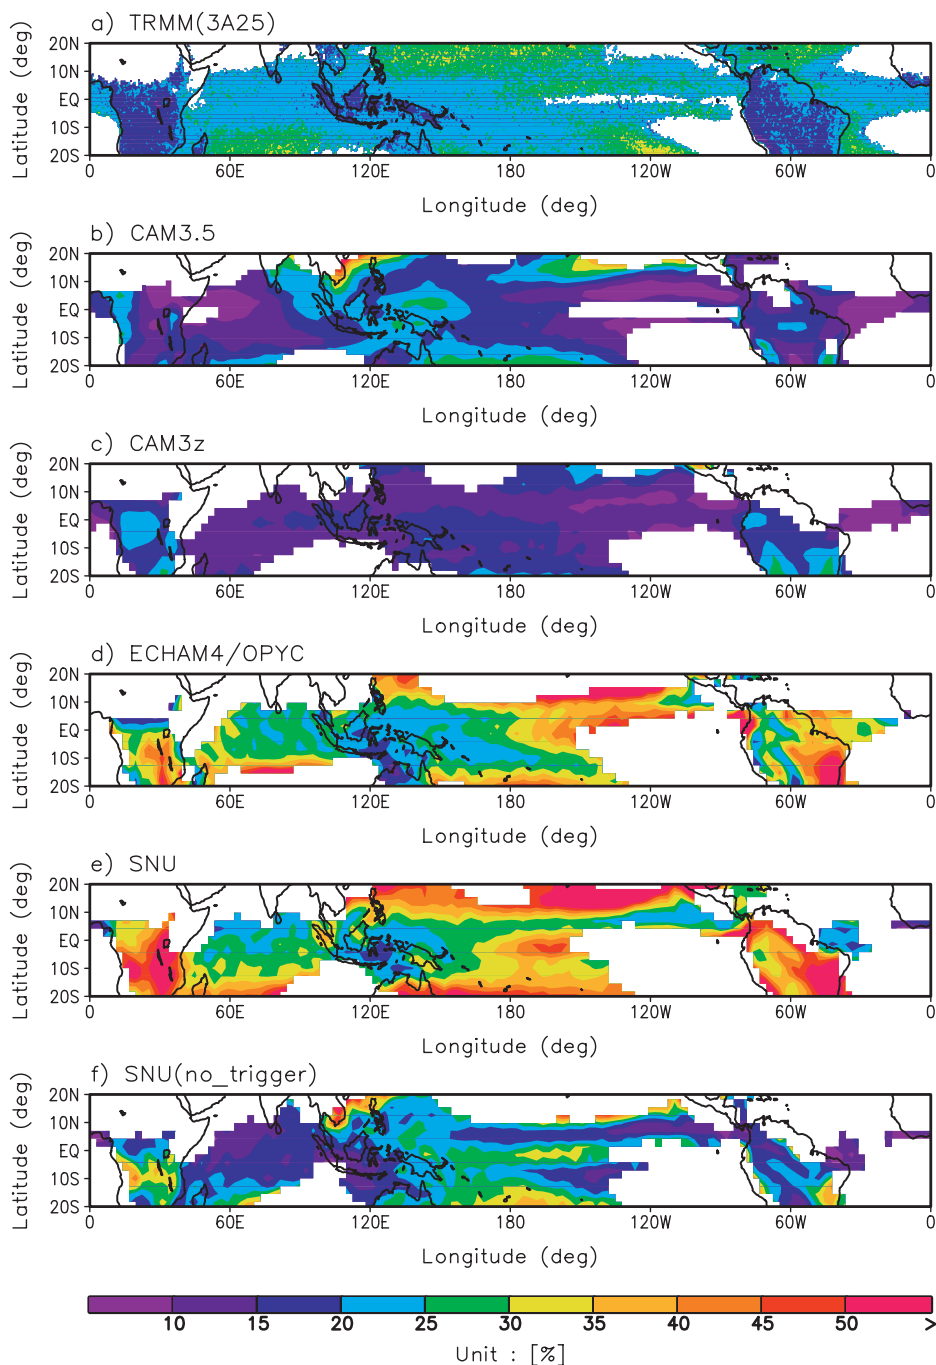 a) TRMM(3A25)
Latitude (deg)
20N
10N
EQ
10S
20S
0 60E 120E 180 120W 60W 0
Longitude (deg)
b) CAM3.5
Latitude (deg)
20N
10N
EQ
10S
20S
0 60E 120E 180 120W 60W 0
Longitude (deg)
c) CAM3z
Latitude (deg)
20N
10N
EQ
10S
20S
0 60E 120E 180 120W 60W 0
Longitude (deg)
d) ECHAM4/OPYC
Latitude (deg)
20N
10N
EQ
10S
20S
0 60E 120E 180 120W 60W 0
Longitude (deg)
e) SNU
Latitude (deg)
20N
10N
EQ
10S
20S
0 60E 120E 180 120W 60W 0
Longitude (deg)
f) SNU(no_trigger)
Latitude (deg)
20N
10N
EQ
10S
20S
0 60E 120E 180 120W 60W 0
Longitude (deg)
10 15 20 25 30 35 40 45 50 >
Unit : [%]